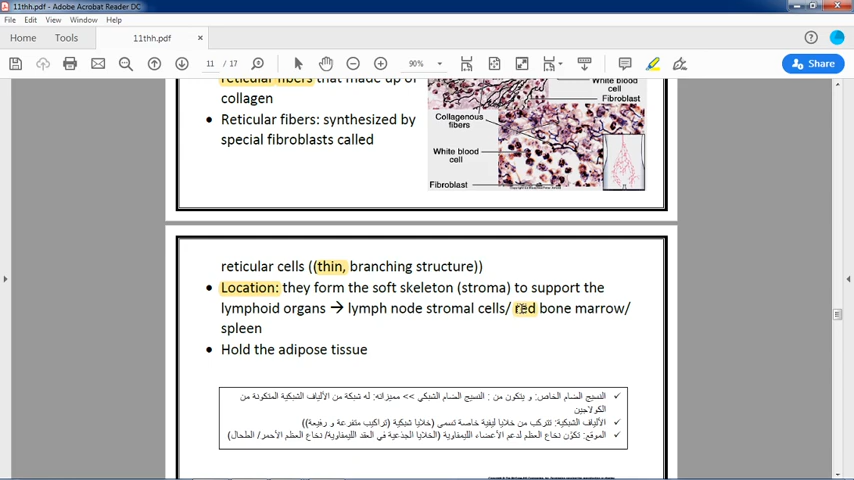 11thh.pdf - Adobe Acrobat Reader DC
File Edit View Window Help
Home Tools 11thh.pdf × Sign In
11 / 17 90% Share
reticular fibers that made up of
collagen
• Reticular fibers: synthesized by
special fibroblasts called
White blood
cell
Fibroblast
Collagenous
fibers
White blood
cell
Fibroblast
reticular cells ((thin, branching structure))
• Location: they form the soft skeleton (stroma) to support the
lymphoid organs → lymph node stromal cells/ red bone marrow/
spleen
• Hold the adipose tissue
✓ النسيج الضام الخاص: و يتكون من : النسيج الضام الشبكي >> مميزاته: له شبكة من الألياف الشبكية المتكونة من
الكولاجين
✓ الألياف الشبكية: تتركب من خلايا ليفية خاصة تسمى (خلايا شبكية (تراكيب متفرعة و رفيعة))
✓ الموقع: تكوّن نخاع العظم لدعم الأعضاء الليمفاوية (الخلايا الجذعية في العقد الليمفاوية/ نخاع العظم الأحمر/ الطحال)